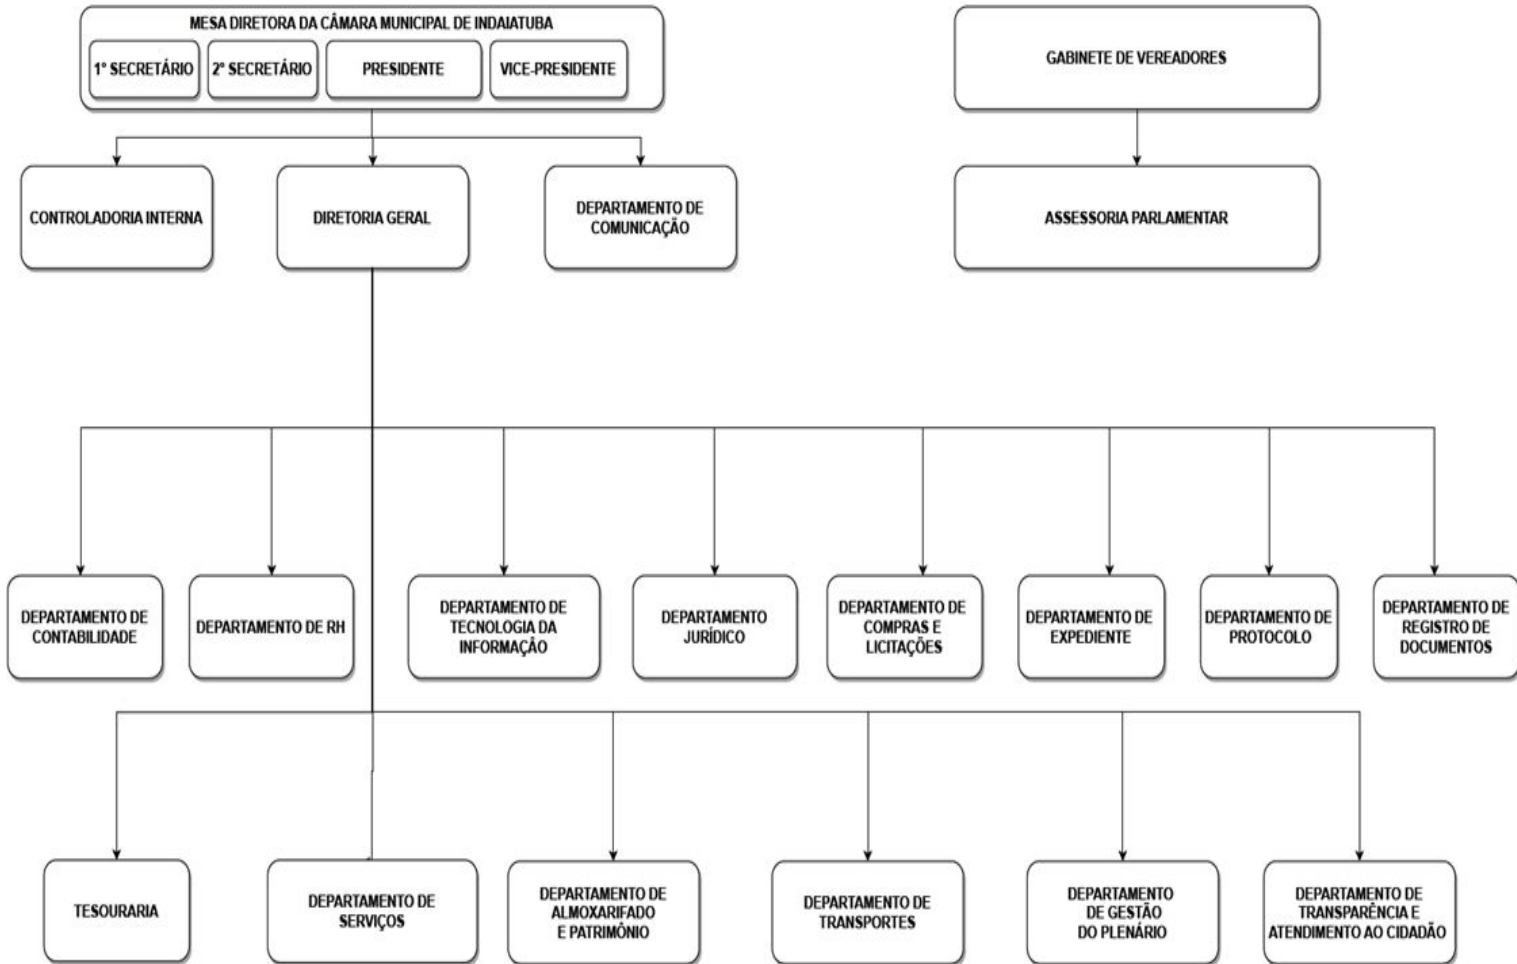 MESA DIRETORA DA CÂMARA MUNICIPAL DE INDAIATUBA
1º SECRETÁRIO
2º SECRETÁRIO
PRESIDENTE
VICE-PRESIDENTE
GABINETE DE VEREADORES
CONTROLADORIA INTERNA
DIRETORIA GERAL
DEPARTAMENTO DE
COMUNICAÇÃO
ASSESSORIA PARLAMENTAR
DEPARTAMENTO DE
CONTABILIDADE
DEPARTAMENTO DE RH
DEPARTAMENTO DE
TECNOLOGIA DA
INFORMAÇÃO
DEPARTAMENTO
JURÍDICO
DEPARTAMENTO DE
COMPRAS E
LICITAÇÕES
DEPARTAMENTO DE
EXPEDIENTE
DEPARTAMENTO DE
PROTOCOLO
DEPARTAMENTO DE
REGISTRO DE
DOCUMENTOS
TESOURARIA
DEPARTAMENTO DE
SERVIÇOS
DEPARTAMENTO DE
ALMOXARIFADO
E PATRIMÔNIO
DEPARTAMENTO DE
TRANSPORTES
DEPARTAMENTO
DE GESTÃO
DO PLENÁRIO
DEPARTAMENTO DE
TRANSPARÊNCIA E
ATENDIMENTO AO CIDADÃO